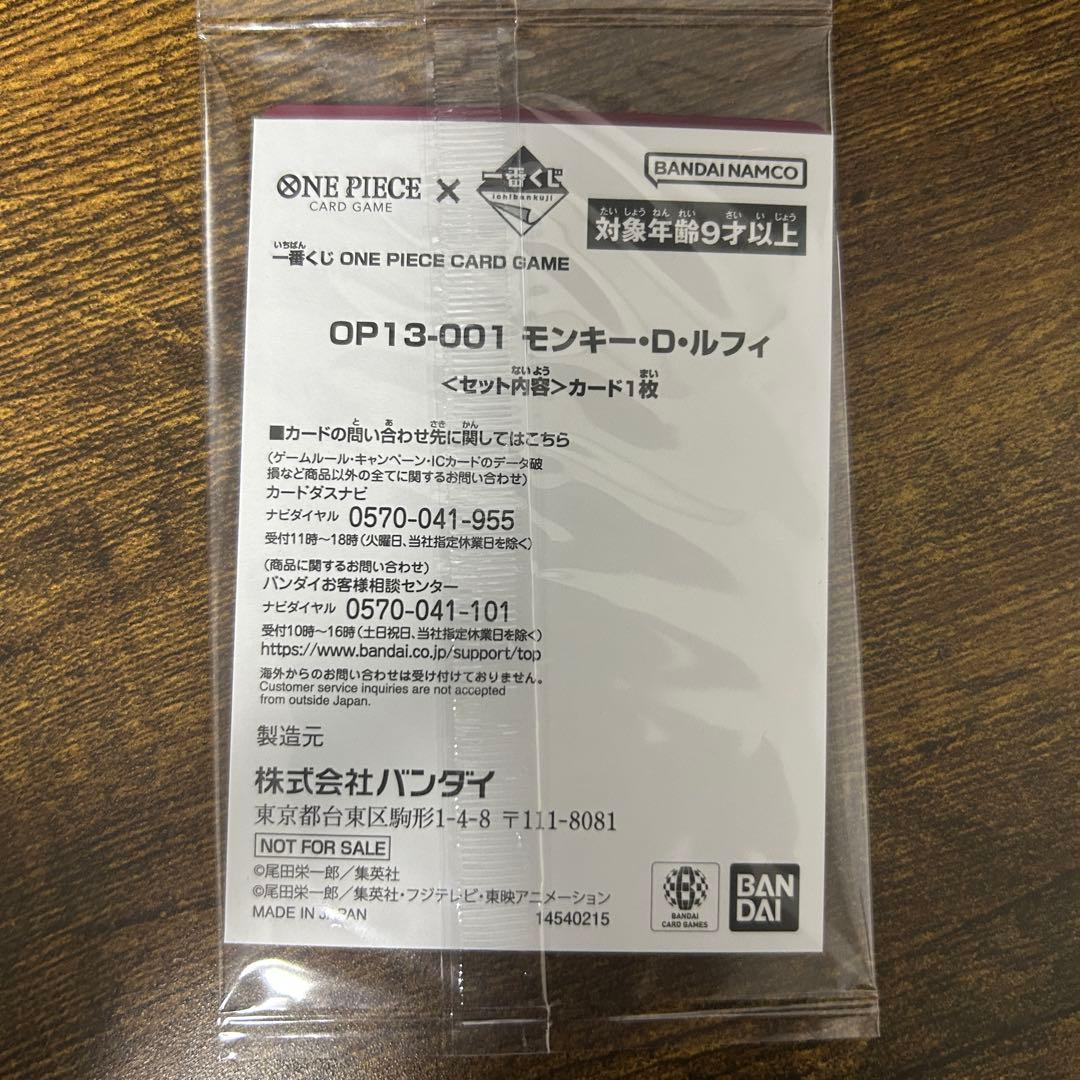 ONE PIECE
CARD GAME
×
一番くじ
ichibankuji
BANDAI NAMCO
たいしょうねんれい さい いじょう
対象年齢9才以上
いちばん
一番くじ ONE PIECE CARD GAME
OP13-001 モンキー・D・ルフィ
ないよう まい
<セット内容>カード1枚
と あ さき かん
■カードの問い合わせ先に関してはこちら
(ゲームルール・キャンペーン・ICカードのデータ破
損など商品以外の全てに関するお問い合わせ)
カードダスナビ
ナビダイヤル 0570-041-955
受付11時〜18時(火曜日、当社指定休業日を除く)
(商品に関するお問い合わせ)
バンダイお客様相談センター
ナビダイヤル 0570-041-101
受付10時〜16時(土日祝日、当社指定休業日を除く)
https://www.bandai.co.jp/support/top
海外からのお問い合わせは受け付けておりません。
Customer service inquiries are not accepted
from outside Japan.
製造元
株式会社バンダイ
東京都台東区駒形1-4-8 〒111-8081
NOT FOR SALE
©尾田栄一郎/集英社
©尾田栄一郎/集英社・フジテレビ・東映アニメーション
MADE IN JAPAN 14540215
BANDAI
CARD GAMES
BAN
DAI